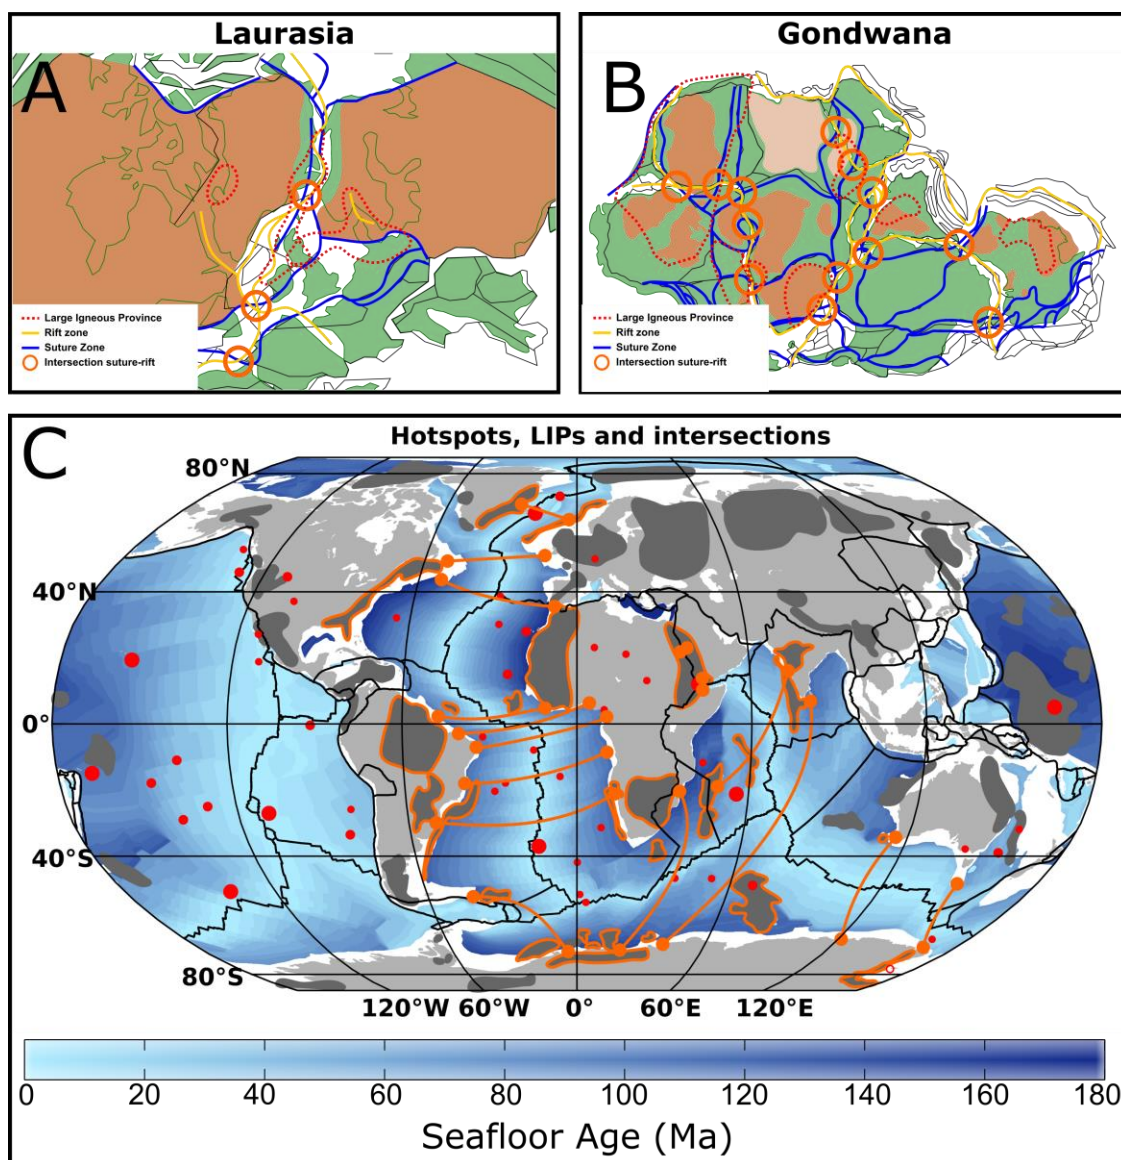 Laurasia
A
Large Igneous Province
Rift zone
Suture Zone
Intersection suture-rift
Gondwana
B
Large Igneous Province
Rift zone
Suture Zone
Intersection suture-rift
C
Hotspots, LIPs and intersections
80°N
40°N
0°
40°S
80°S
120°W 60°W 0° 60°E 120°E
0 20 40 60 80 100 120 140 160 180
Seafloor Age (Ma)